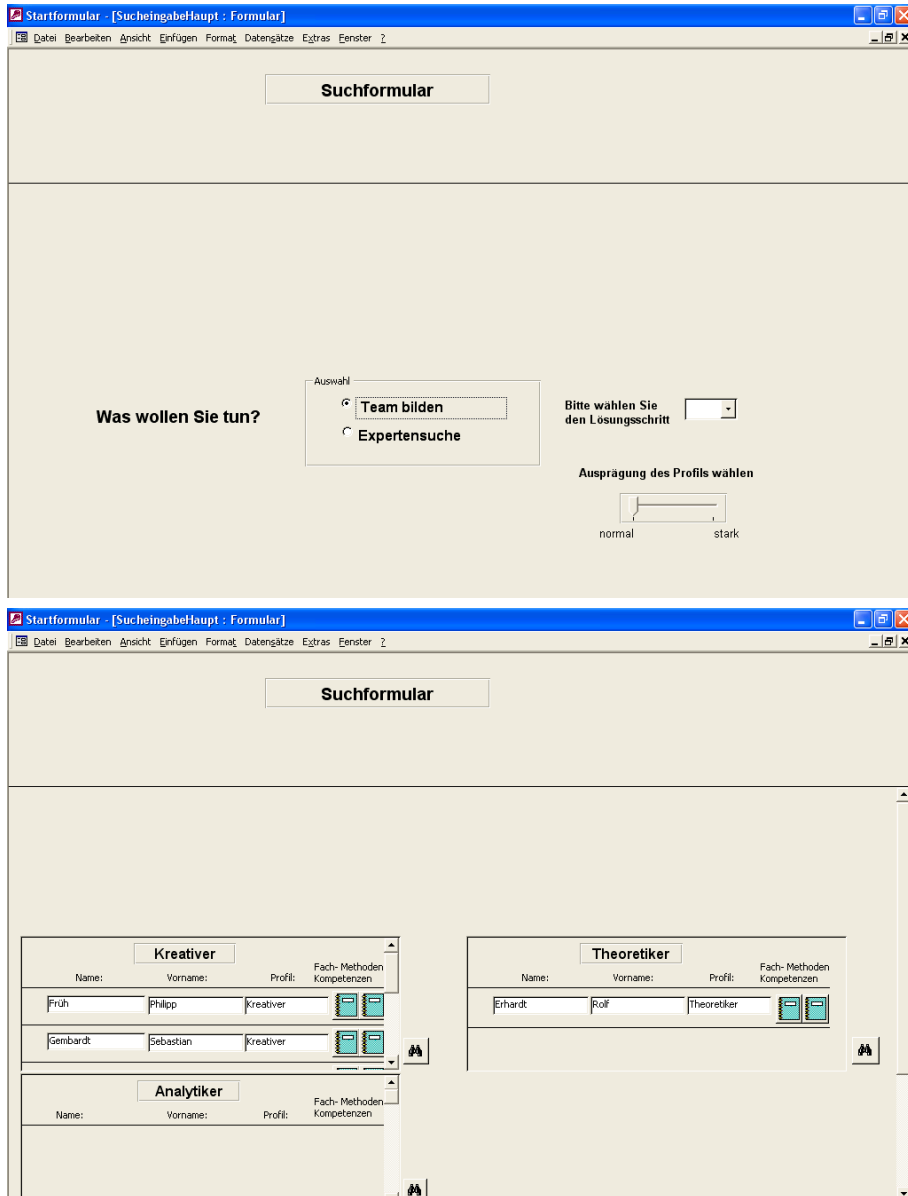 Startformular - [SucheingabeHaupt : Formular]
Datei Bearbeiten Ansicht Einfügen Format Datensätze Extras Fenster ?
Suchformular
Auswahl
Was wollen Sie tun?
Team bilden
Expertensuche
Bitte wählen Sie
den Lösungsschritt
Ausprägung des Profils wählen
normal stark
Startformular - [SucheingabeHaupt : Formular]
Datei Bearbeiten Ansicht Einfügen Format Datensätze Extras Fenster ?
Suchformular
Kreativer
Name: Vorname: Profil: Fach- Methoden
Kompetenzen
Früh Philipp Kreativer
Gembardt Sebastian Kreativer
Theoretiker
Name: Vorname: Profil: Fach- Methoden
Kompetenzen
Erhardt Rolf Theoretiker
Analytiker
Name: Vorname: Profil: Fach- Methoden
Kompetenzen